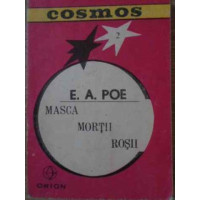 cosmos
2
E. A. POE
MASCA
MORȚII
ROȘII
ORION